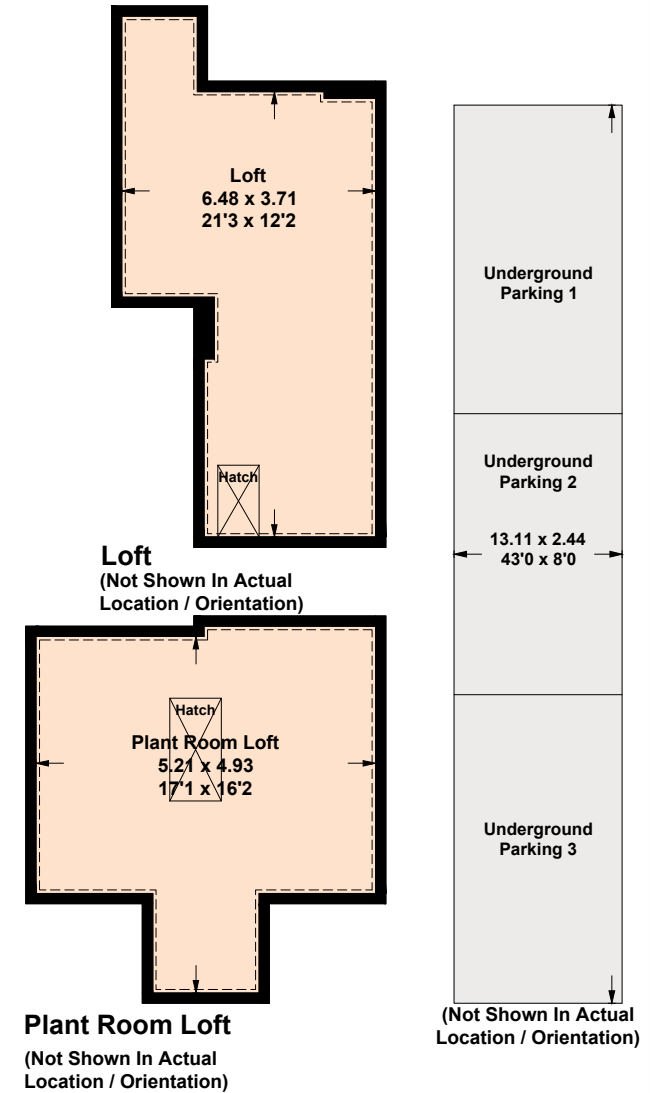 Loft
6.48 x 3.71
21'3 x 12'2
Hatch
Loft
(Not Shown In Actual
Location / Orientation)
Hatch
Plant Room Loft
5.21 x 4.93
17'1 x 16'2
Plant Room Loft
(Not Shown In Actual
Location / Orientation)
Underground
Parking 1
Underground
Parking 2
13.11 x 2.44
43'0 x 8'0
Underground
Parking 3
(Not Shown In Actual
Location / Orientation)